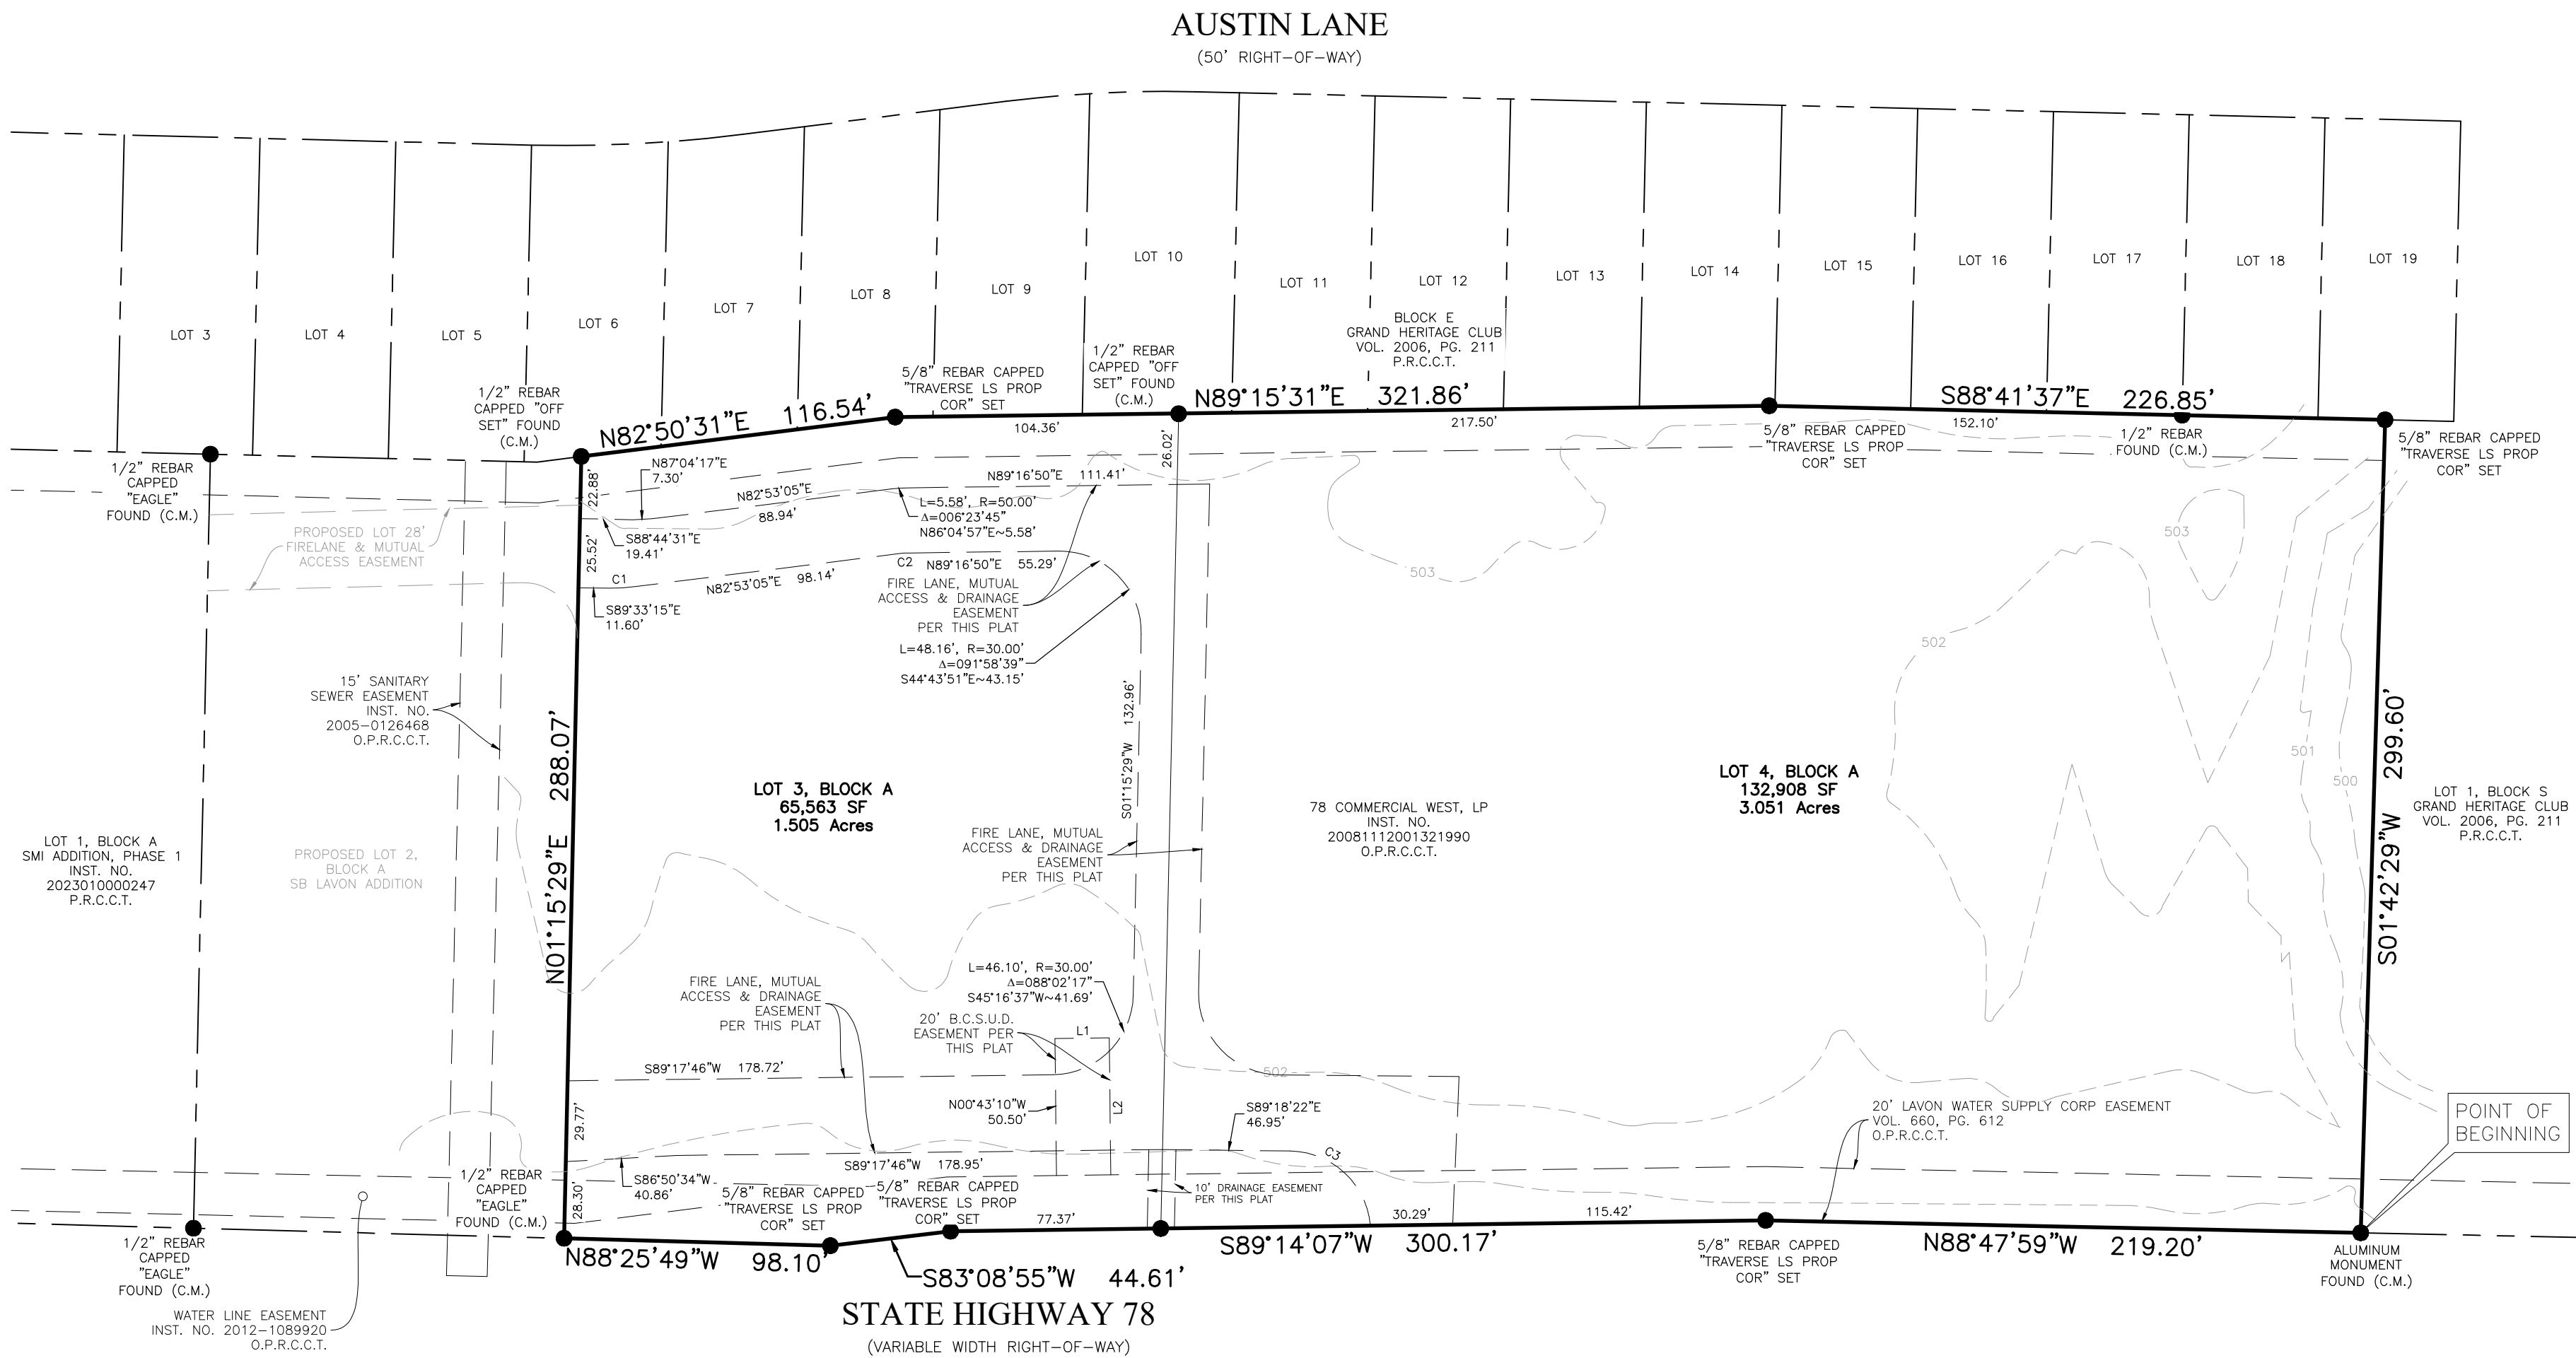 AUSTIN LANE
(50' RIGHT-OF-WAY)
LOT 3
LOT 4
LOT 5
LOT 6
LOT 7
LOT 8
LOT 9
LOT 10
LOT 11
LOT 12
LOT 13
LOT 14
LOT 15
LOT 16
LOT 17
LOT 18
LOT 19
BLOCK E
GRAND HERITAGE CLUB
VOL. 2006, PG. 211
P.R.C.C.T.
1/2" REBAR
CAPPED
"EAGLE"
FOUND (C.M.)
1/2" REBAR
CAPPED "OFF
SET" FOUND
(C.M.)
5/8" REBAR CAPPED
"TRAVERSE LS PROP
COR" SET
1/2" REBAR
CAPPED "OFF
SET" FOUND
(C.M.)
5/8" REBAR CAPPED
"TRAVERSE LS PROP
COR" SET
1/2" REBAR
FOUND (C.M.)
5/8" REBAR CAPPED
"TRAVERSE LS PROP
COR" SET
N82°50'31"E 116.54'
N89°15'31"E 321.86'
S88°41'37"E 226.85'
104.36'
217.50'
152.10'
26.02'
22.88'
25.52'
N87°04'17"E
7.30'
N82°53'05"E
88.94'
S88°44'31"E
19.41'
N89°16'50"E 111.41'
L=5.58', R=50.00'
Δ=006°23'45"
N86°04'57"E~5.58'
C1
C2
N89°16'50"E 55.29'
N82°53'05"E 98.14'
S89°33'15"E
11.60'
FIRE LANE, MUTUAL
ACCESS & DRAINAGE
EASEMENT
PER THIS PLAT
L=48.16', R=30.00'
Δ=091°58'39"
S44°43'51"E~43.15'
PROPOSED LOT 28'
FIRELANE & MUTUAL
ACCESS EASEMENT
15' SANITARY
SEWER EASEMENT
INST. NO.
2005-0126468
O.P.R.C.C.T.
503
503
502
501
500
S01°15'29"W 132.96'
N01°15'29"E 288.07'
S01°42'29"W 299.60'
LOT 3, BLOCK A
65,563 SF
1.505 Acres
LOT 4, BLOCK A
132,908 SF
3.051 Acres
78 COMMERCIAL WEST, LP
INST. NO.
20081112001321990
O.P.R.C.C.T.
LOT 1, BLOCK S
GRAND HERITAGE CLUB
VOL. 2006, PG. 211
P.R.C.C.T.
LOT 1, BLOCK A
SMI ADDITION, PHASE 1
INST. NO.
2023010000247
P.R.C.C.T.
PROPOSED LOT 2,
BLOCK A
SB LAVON ADDITION
FIRE LANE, MUTUAL
ACCESS & DRAINAGE
EASEMENT
PER THIS PLAT
FIRE LANE, MUTUAL
ACCESS & DRAINAGE
EASEMENT
PER THIS PLAT
L=46.10', R=30.00'
Δ=088°02'17"
S45°16'37"W~41.69'
20' B.C.S.U.D.
EASEMENT PER
THIS PLAT
L1
L2
502
S89°17'46"W 178.72'
N00°43'10"W
50.50'
S89°18'22"E
46.95'
C3
29.77'
28.30'
S86°50'34"W
40.86'
S89°17'46"W 178.95'
10' DRAINAGE EASEMENT
PER THIS PLAT
20' LAVON WATER SUPPLY CORP EASEMENT
VOL. 660, PG. 612
O.P.R.C.C.T.
POINT OF
BEGINNING
1/2" REBAR
CAPPED
"EAGLE"
FOUND (C.M.)
5/8" REBAR CAPPED
"TRAVERSE LS PROP
COR" SET
5/8" REBAR CAPPED
"TRAVERSE LS PROP
COR" SET
77.37'
30.29'
115.42'
1/2" REBAR
CAPPED
"EAGLE"
FOUND (C.M.)
N88°25'49"W 98.10'
S83°08'55"W 44.61'
S89°14'07"W 300.17'
5/8" REBAR CAPPED
"TRAVERSE LS PROP
COR" SET
N88°47'59"W 219.20'
ALUMINUM
MONUMENT
FOUND (C.M.)
WATER LINE EASEMENT
INST. NO. 2012-1089920
O.P.R.C.C.T.
STATE HIGHWAY 78
(VARIABLE WIDTH RIGHT-OF-WAY)